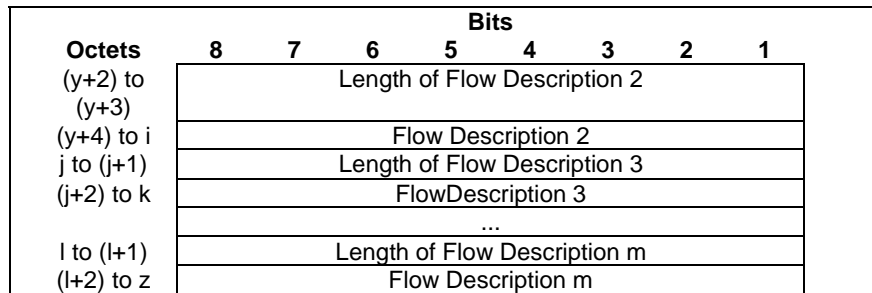 Bits
Octets 8 7 6 5 4 3 2 1
(y+2) to Length of Flow Description 2
(y+3)
(y+4) to i Flow Description 2
j to (j+1) Length of Flow Description 3
(j+2) to k FlowDescription 3
...
l to (l+1) Length of Flow Description m
(l+2) to z Flow Description m